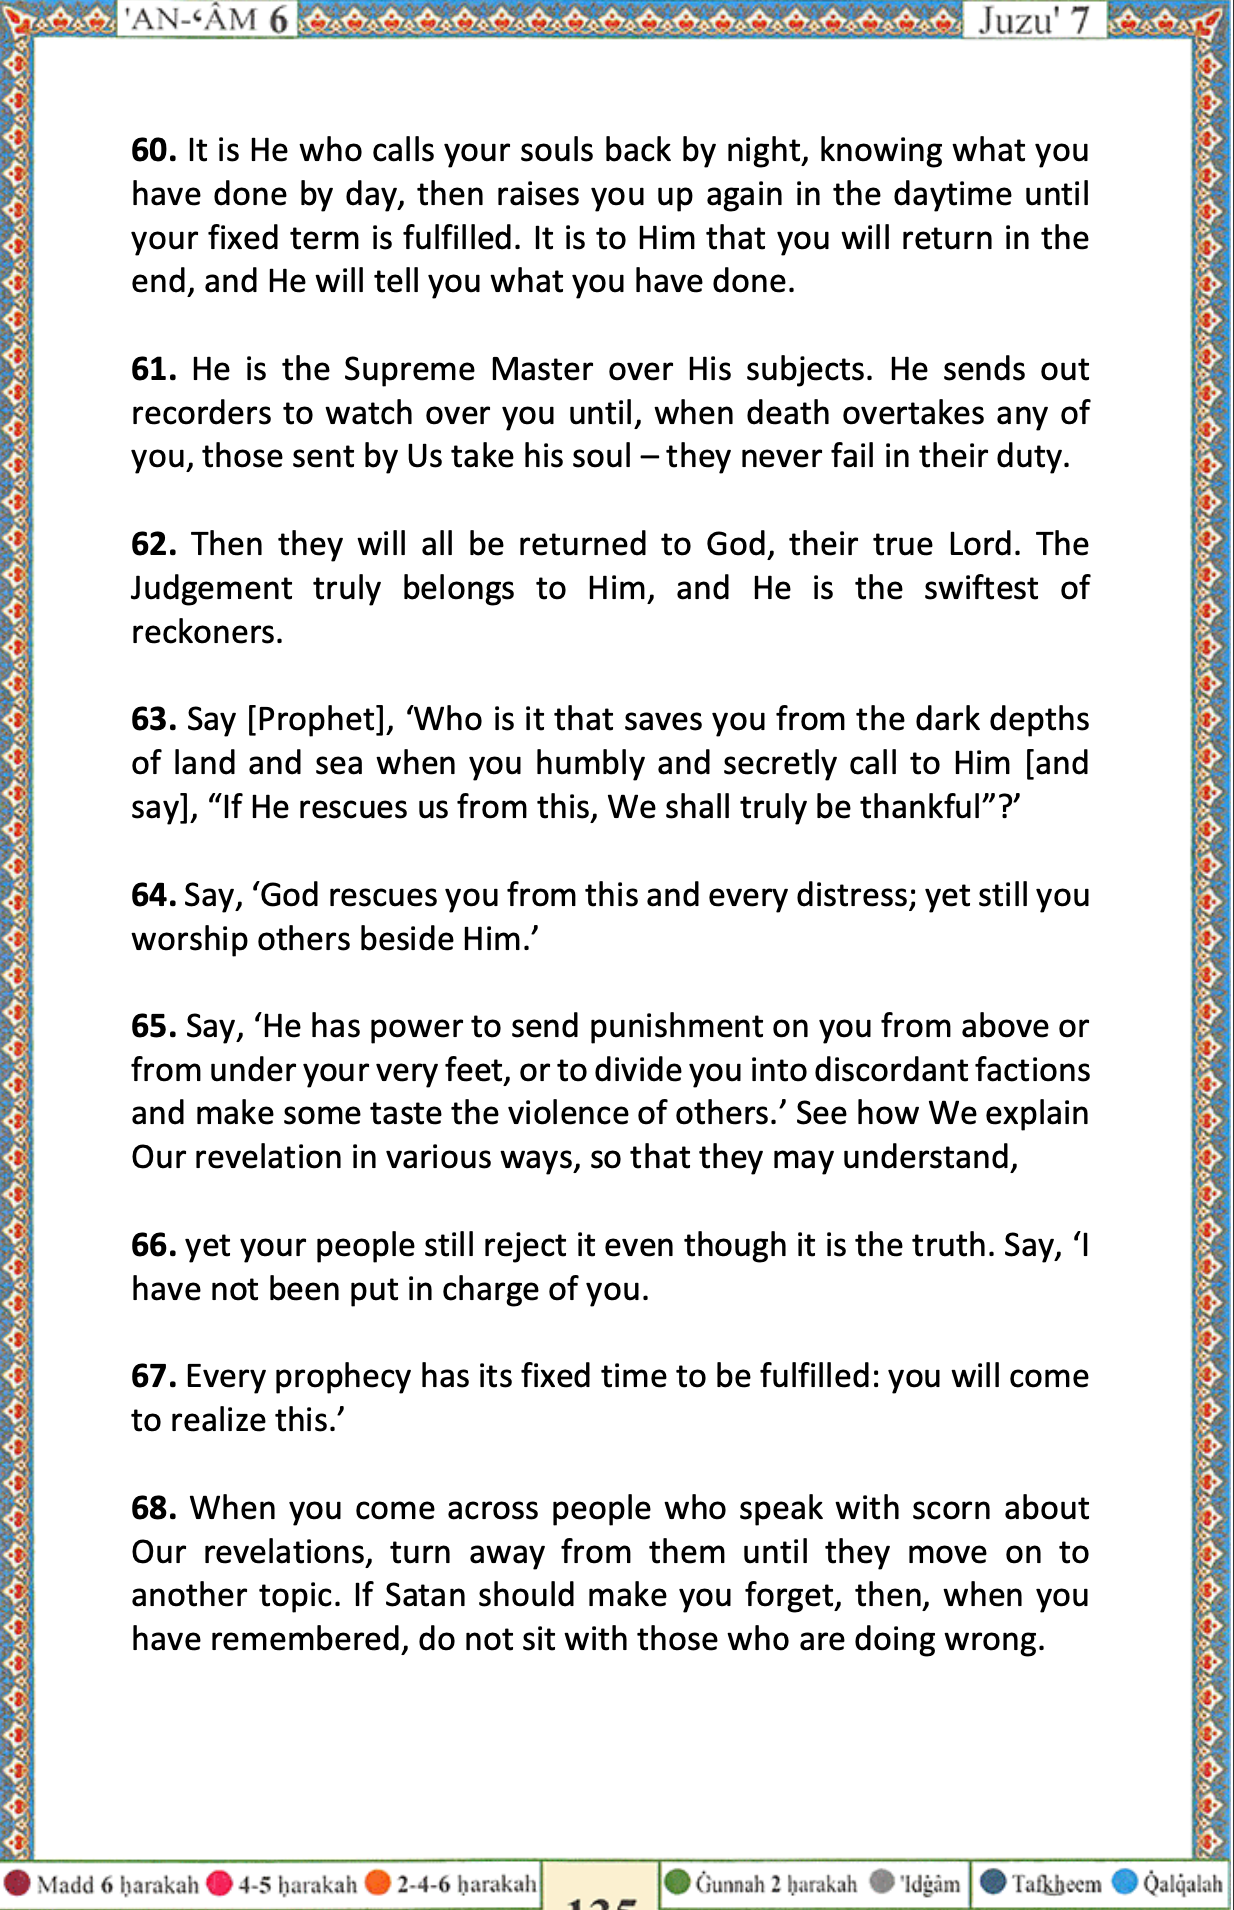 'AN-‘ÂM 6
Juzu' 7
60. It is He who calls your souls back by night, knowing what you
have done by day, then raises you up again in the daytime until
your fixed term is fulfilled. It is to Him that you will return in the
end, and He will tell you what you have done.
61. He is the Supreme Master over His subjects. He sends out
recorders to watch over you until, when death overtakes any of
you, those sent by Us take his soul – they never fail in their duty.
62. Then they will all be returned to God, their true Lord. The
Judgement truly belongs to Him, and He is the swiftest of
reckoners.
63. Say [Prophet], ‘Who is it that saves you from the dark depths
of land and sea when you humbly and secretly call to Him [and
say], “If He rescues us from this, We shall truly be thankful”?’
64. Say, ‘God rescues you from this and every distress; yet still you
worship others beside Him.’
65. Say, ‘He has power to send punishment on you from above or
from under your very feet, or to divide you into discordant factions
and make some taste the violence of others.’ See how We explain
Our revelation in various ways, so that they may understand,
66. yet your people still reject it even though it is the truth. Say, ‘I
have not been put in charge of you.
67. Every prophecy has its fixed time to be fulfilled: you will come
to realize this.’
68. When you come across people who speak with scorn about
Our revelations, turn away from them until they move on to
another topic. If Satan should make you forget, then, when you
have remembered, do not sit with those who are doing wrong.
Madd 6 ḥarakah 4-5 ḥarakah 2-4-6 ḥarakah
135
Ġunnah 2 ḥarakah 'Idġâm Tafkheem Q̇alq̇alah